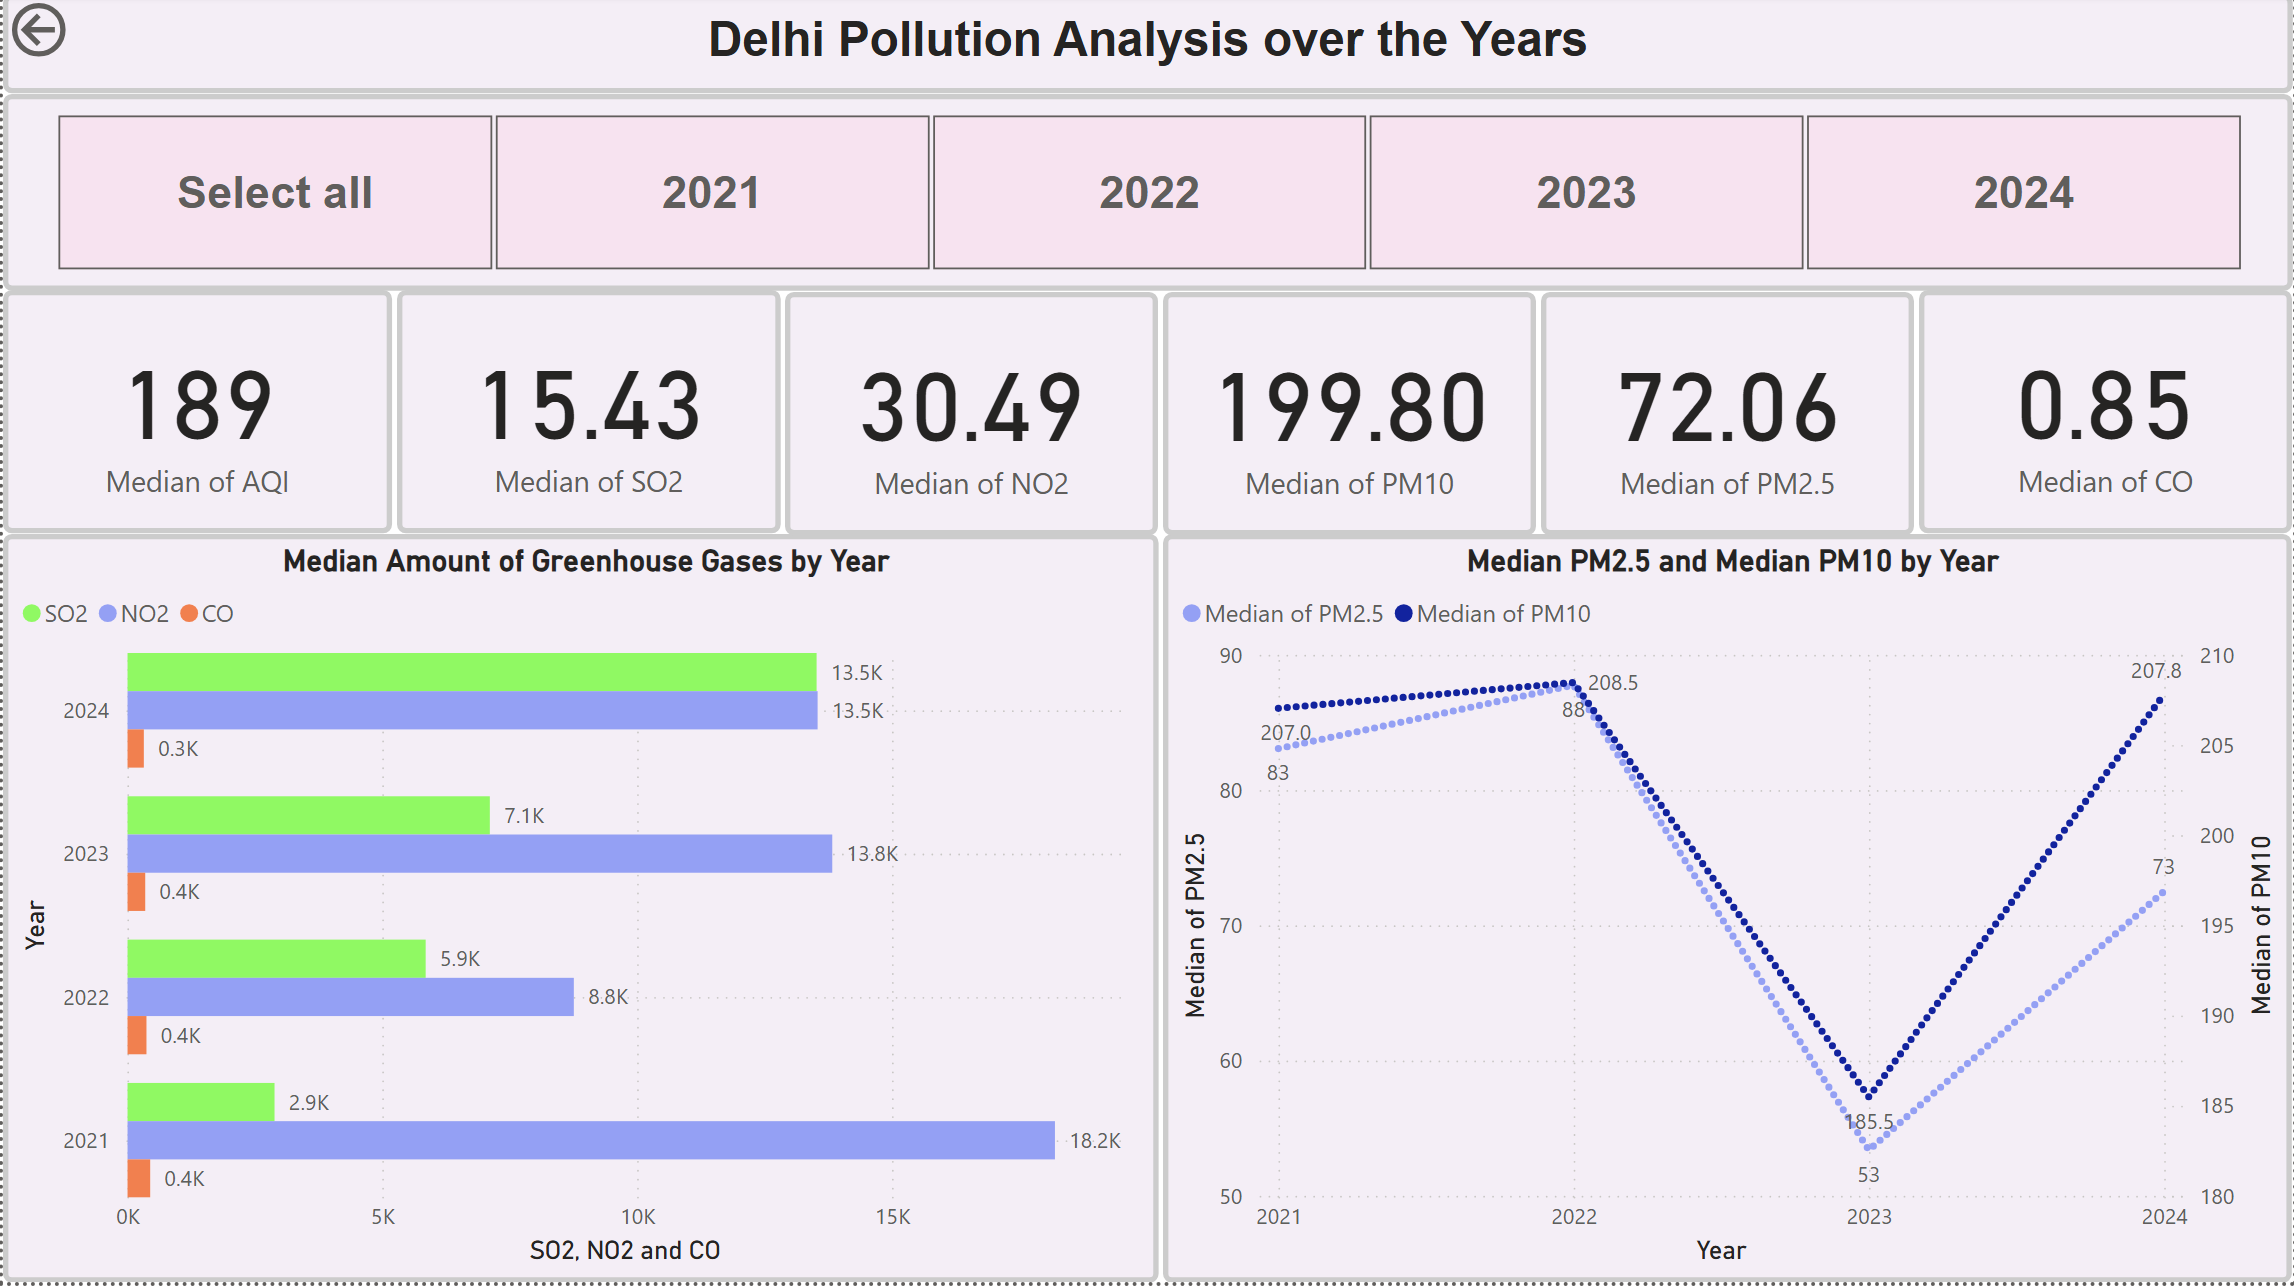 Delhi Pollution Analysis over the Years
Select all
2021
2022
2023
2024
189
Median of AQI
15.43
Median of SO2
30.49
Median of NO2
199.80
Median of PM10
72.06
Median of PM2.5
0.85
Median of CO
Median Amount of Greenhouse Gases by Year
SO2 NO2 CO
Year
2024
13.5K
13.5K
0.3K
2023
7.1K
13.8K
0.4K
2022
5.9K
8.8K
0.4K
2021
2.9K
18.2K
0.4K
0K 5K 10K 15K
SO2, NO2 and CO
Median PM2.5 and Median PM10 by Year
Median of PM2.5 Median of PM10
Median of PM2.5
90
80
70
60
50
207.0
83
208.5
88
185.5
53
207.8
73
210
205
200
195
190
185
180
Median of PM10
2021 2022 2023 2024
Year